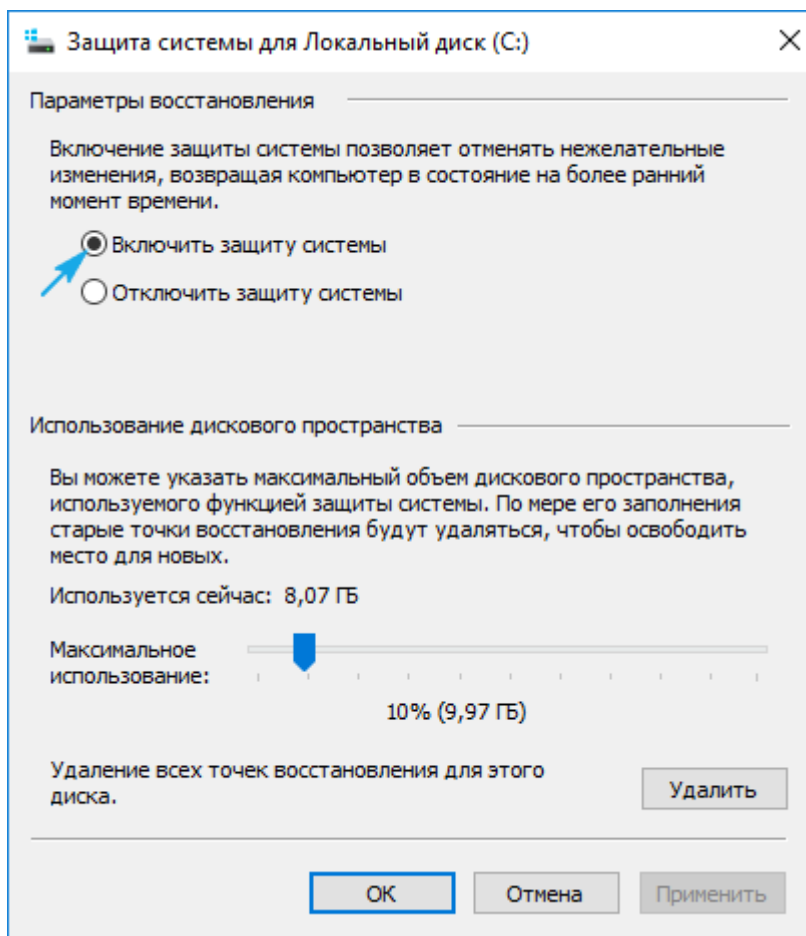 Защита системы для Локальный диск (C:)
Параметры восстановления
Включение защиты системы позволяет отменять нежелательные
изменения, возвращая компьютер в состояние на более ранний
момент времени.
Включить защиту системы
Отключить защиту системы
Использование дискового пространства
Вы можете указать максимальный объем дискового пространства,
используемого функцией защиты системы. По мере его заполнения
старые точки восстановления будут удаляться, чтобы освободить
место для новых.
Используется сейчас: 8,07 ГБ
Максимальное
использование:
10% (9,97 ГБ)
Удаление всех точек восстановления для этого
диска.
Удалить
ОК Отмена Применить